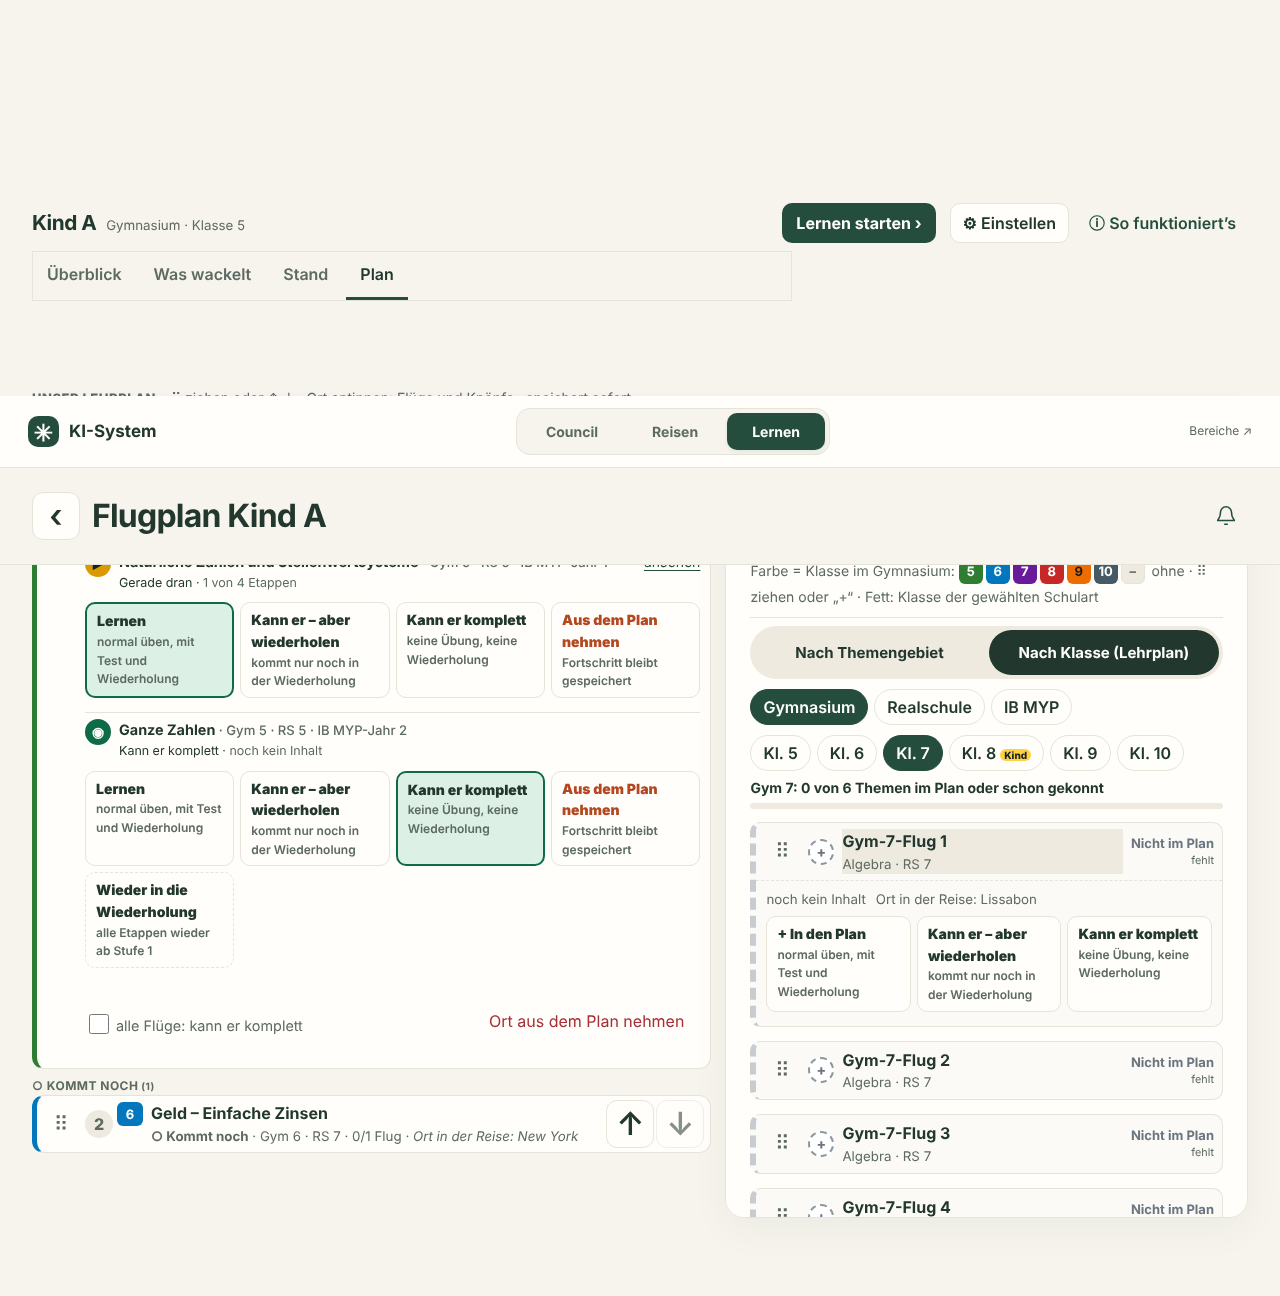 Kind A Gymnasium · Klasse 5
Lernen starten › ⚙ Einstellen ⓘ So funktioniert's
Überblick Was wackelt Stand Plan
KI-System
Council Reisen Lernen
Bereiche ↗
‹ Flugplan Kind A
Gerade dran · 1 von 4 Etappen
Lernen
normal üben, mit
Test und
Wiederholung
Kann er – aber
wiederholen
kommt nur noch in
der Wiederholung
Kann er komplett
keine Übung, keine
Wiederholung
Aus dem Plan
nehmen
Fortschritt bleibt
gespeichert
Ganze Zahlen · Gym 5 · RS 5 · IB MYP-Jahr 2
Kann er komplett · noch kein Inhalt
Lernen
normal üben, mit Test
und Wiederholung
Kann er – aber
wiederholen
kommt nur noch in
der Wiederholung
Kann er komplett
keine Übung, keine
Wiederholung
Aus dem Plan
nehmen
Fortschritt bleibt
gespeichert
Wieder in die
Wiederholung
alle Etappen wieder
ab Stufe 1
alle Flüge: kann er komplett
Ort aus dem Plan nehmen
○ KOMMT NOCH (1)
2 6 Geld – Einfache Zinsen
○ Kommt noch · Gym 6 · RS 7 · 0/1 Flug · Ort in der Reise: New York
↑ ↓
Farbe = Klasse im Gymnasium: 5 6 7 8 9 10 – ohne · ⠿
ziehen oder „+“ · Fett: Klasse der gewählten Schulart
Nach Themengebiet Nach Klasse (Lehrplan)
Gymnasium Realschule IB MYP
Kl. 5 Kl. 6 Kl. 7 Kl. 8 Kind Kl. 9 Kl. 10
Gym 7: 0 von 6 Themen im Plan oder schon gekonnt
Gym-7-Flug 1
Algebra · RS 7
Nicht im Plan
fehlt
noch kein Inhalt Ort in der Reise: Lissabon
+ In den Plan
normal üben, mit
Test und
Wiederholung
Kann er – aber
wiederholen
kommt nur noch in
der Wiederholung
Kann er komplett
keine Übung, keine
Wiederholung
Gym-7-Flug 2
Algebra · RS 7
Nicht im Plan
fehlt
Gym-7-Flug 3
Algebra · RS 7
Nicht im Plan
fehlt
Gym-7-Flug 4
Nicht im Plan